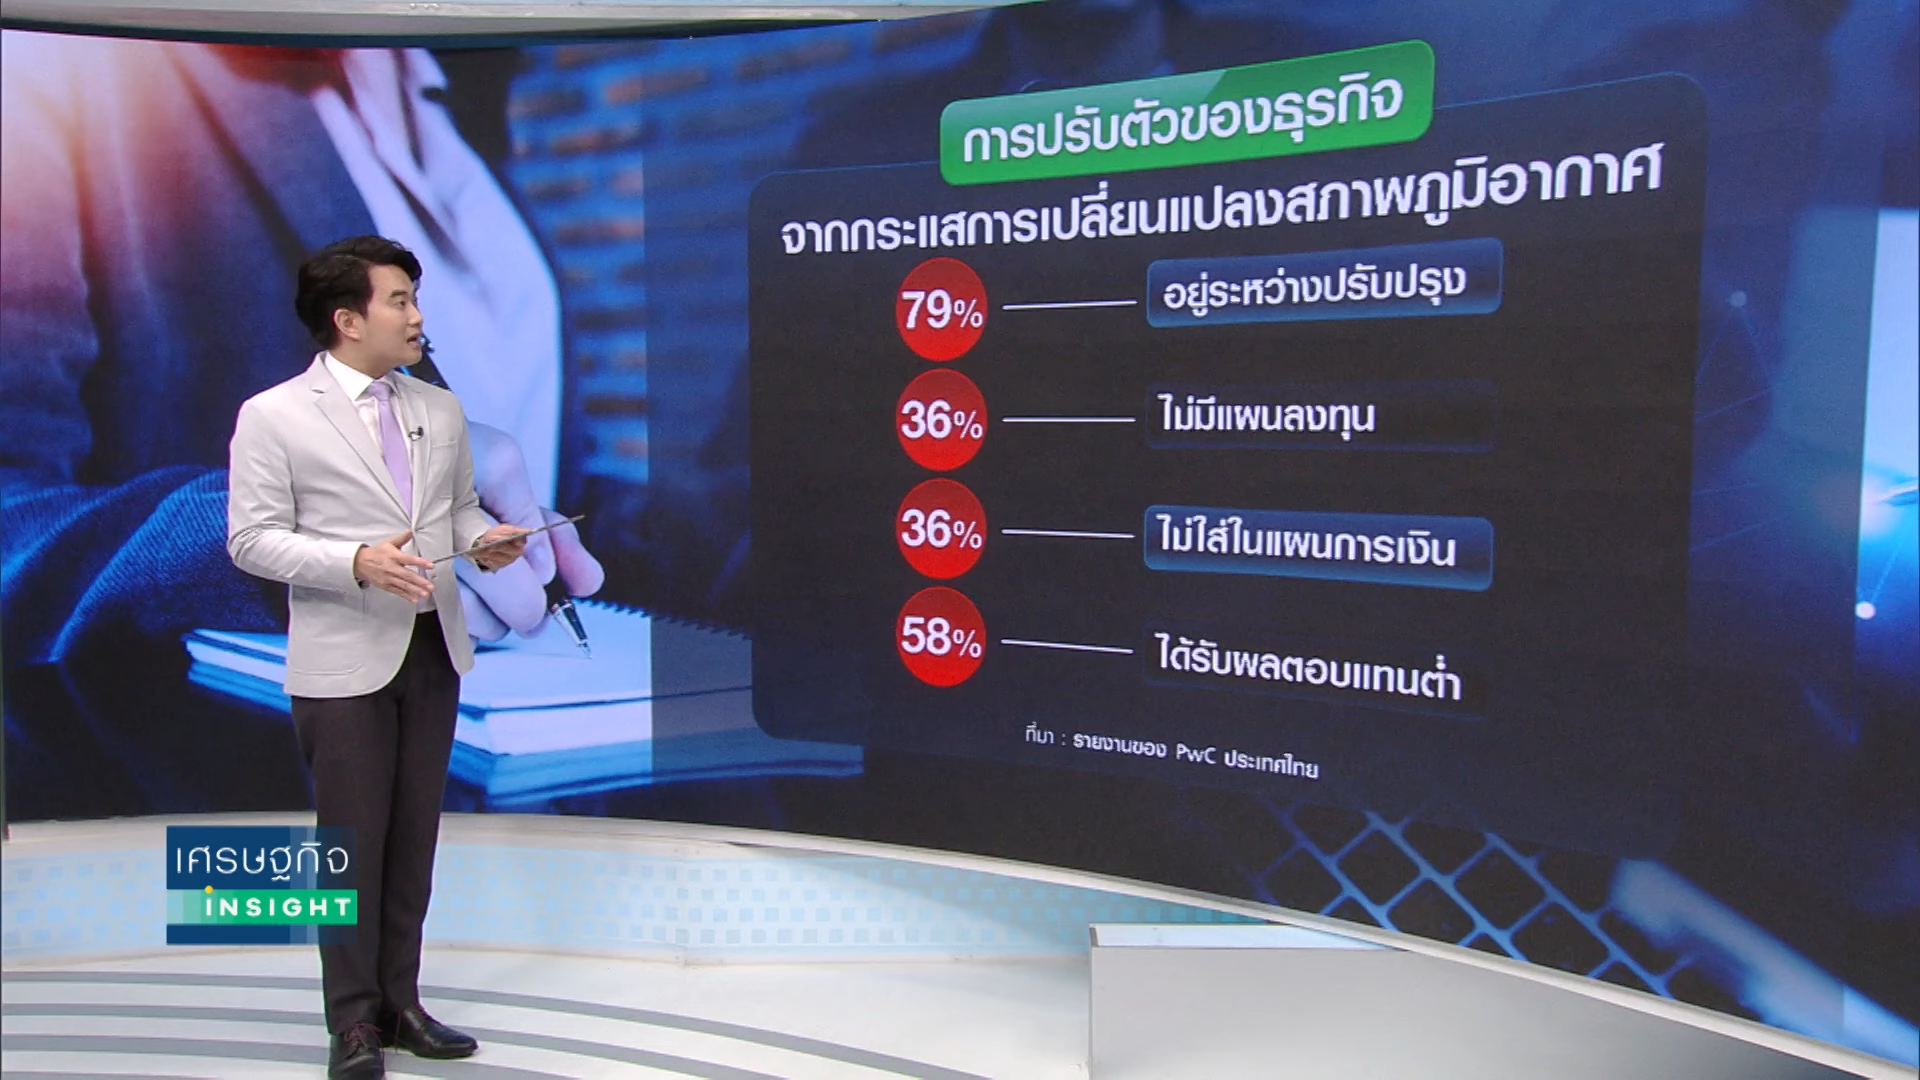 การปรับตัวของธุรกิจ
จากกระแสการเปลี่ยนแปลงสภาพภูมิอากาศ
79% อยู่ระหว่างปรับปรุง
36% ไม่มีแผนลงทุน
36% ไม่ใส่ในแผนการเงิน
58% ได้รับผลตอบแทนต่ำ
ที่มา : รายงานของ PwC ประเทศไทย
เศรษฐกิจ
iNSIGHT